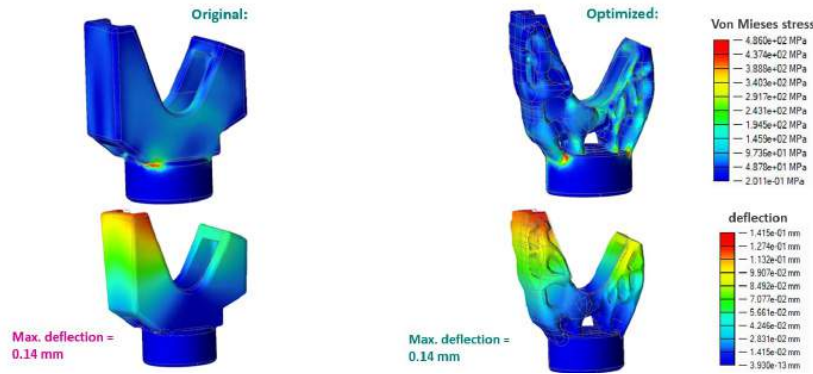 Original:
Optimized:
Von Mieses stress
4.860e+02 MPa
4.374e+02 MPa
3.888e+02 MPa
3.403e+02 MPa
2.917e+02 MPa
2.431e+02 MPa
1.945e+02 MPa
1.459e+02 MPa
9.736e+01 MPa
4.878e+01 MPa
2.011e-01 MPa
deflection
1.415e-01 mm
1.274e-01 mm
1.132e-01 mm
9.907e-02 mm
8.492e-02 mm
7.077e-02 mm
5.661e-02 mm
4.246e-02 mm
2.831e-02 mm
1.415e-02 mm
3.930e-13 mm
Max. deflection =
0.14 mm
Max. deflection =
0.14 mm